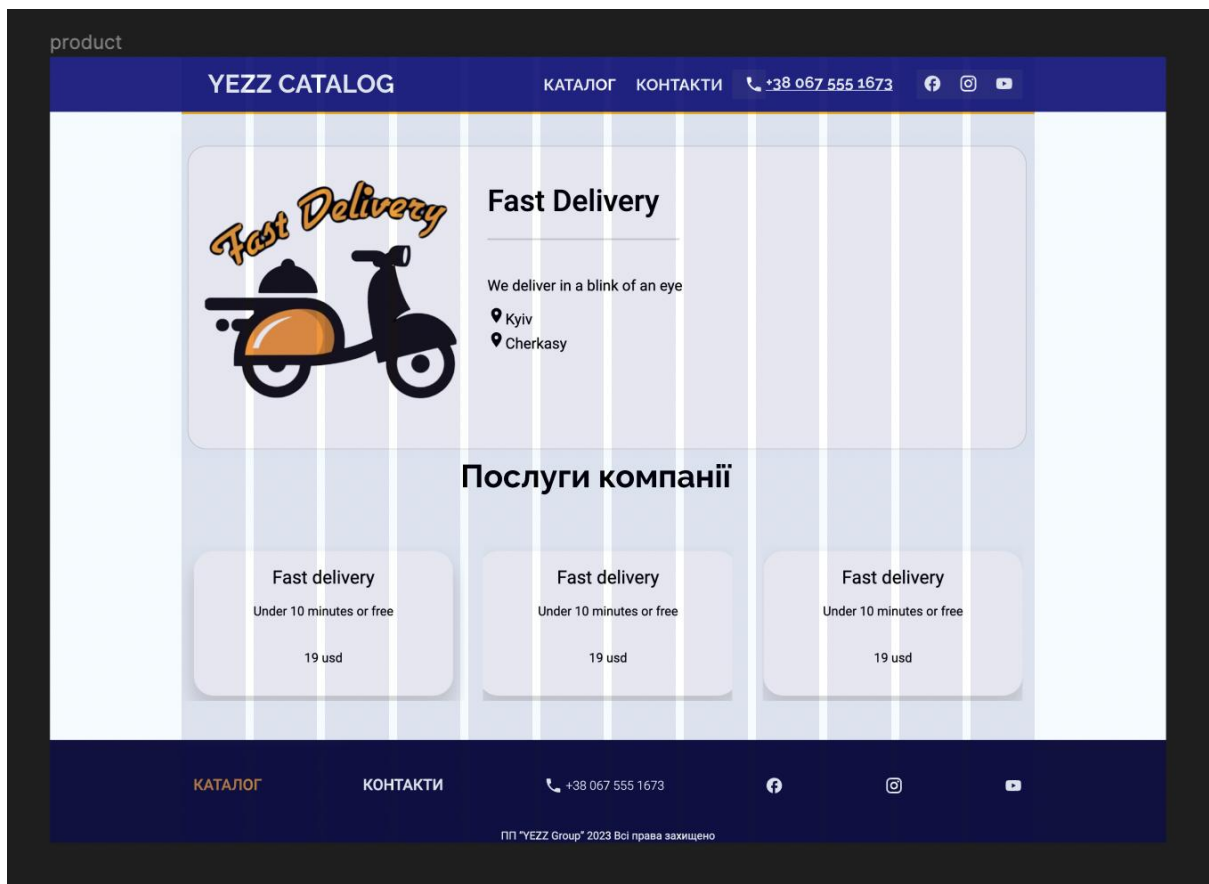 product
YEZZ CATALOG КАТАЛОГ КОНТАКТИ +38 067 555 1673
Fast Delivery
Fast Delivery
We deliver in a blink of an eye
Kyiv
Cherkasy
Послуги компанії
Fast delivery
Under 10 minutes or free
19 usd
Fast delivery
Under 10 minutes or free
19 usd
Fast delivery
Under 10 minutes or free
19 usd
КАТАЛОГ КОНТАКТИ +38 067 555 1673
ПП "YEZZ Group" 2023 Всі права захищено